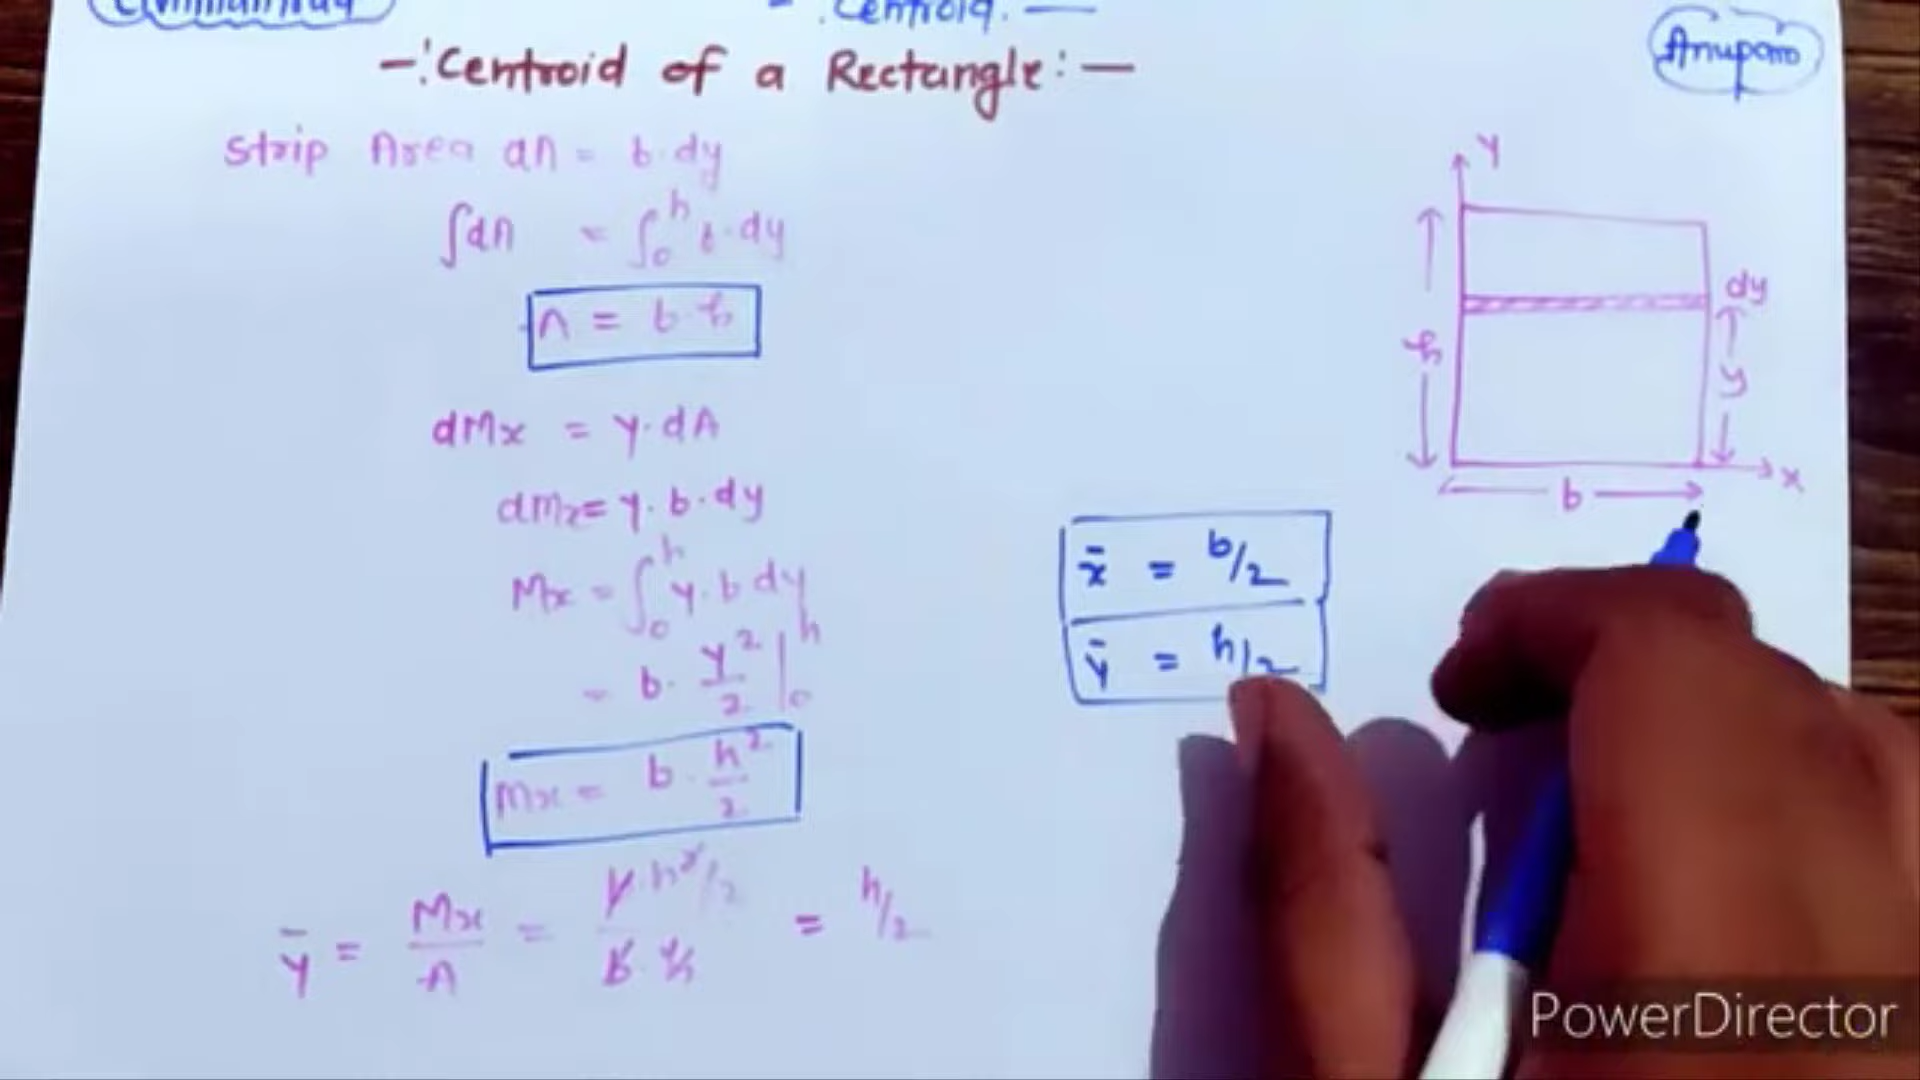 -: Centroid. —
Anupam
-: Centroid of a Rectangle: —
Strip Area dA = b·dy
∫dA = ∫₀ʰ b·dy
A = b·h
dMx = y·dA
dMx = y·b·dy
Mx = ∫₀ʰ y·b dy
= b· y²/2 |₀ʰ
Mx = b· h²/2
ȳ = Mx/A = b·h²/2 / b·h = h/2
x̄ = b/2
ȳ = h/2
Y
dy
h
y
x
b
PowerDirector